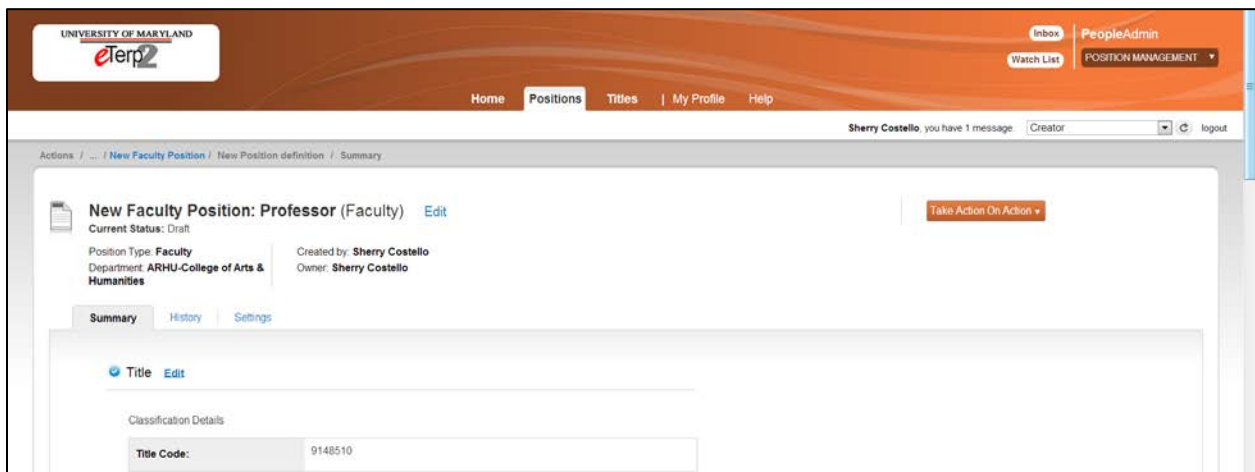 UNIVERSITY OF MARYLAND
eTerp2
Inbox
PeopleAdmin
Watch List
POSITION MANAGEMENT
Home Positions Titles | My Profile Help
Sherry Costello, you have 1 message Creator logout
Actions / ... / New Faculty Position / New Position definition / Summary
New Faculty Position: Professor (Faculty) Edit
Take Action On Action
Current Status: Draft
Position Type: Faculty Created by: Sherry Costello
Department: ARHU-College of Arts & Owner: Sherry Costello
Humanities
Summary History Settings
Title Edit
Classification Details
Title Code: 9148510